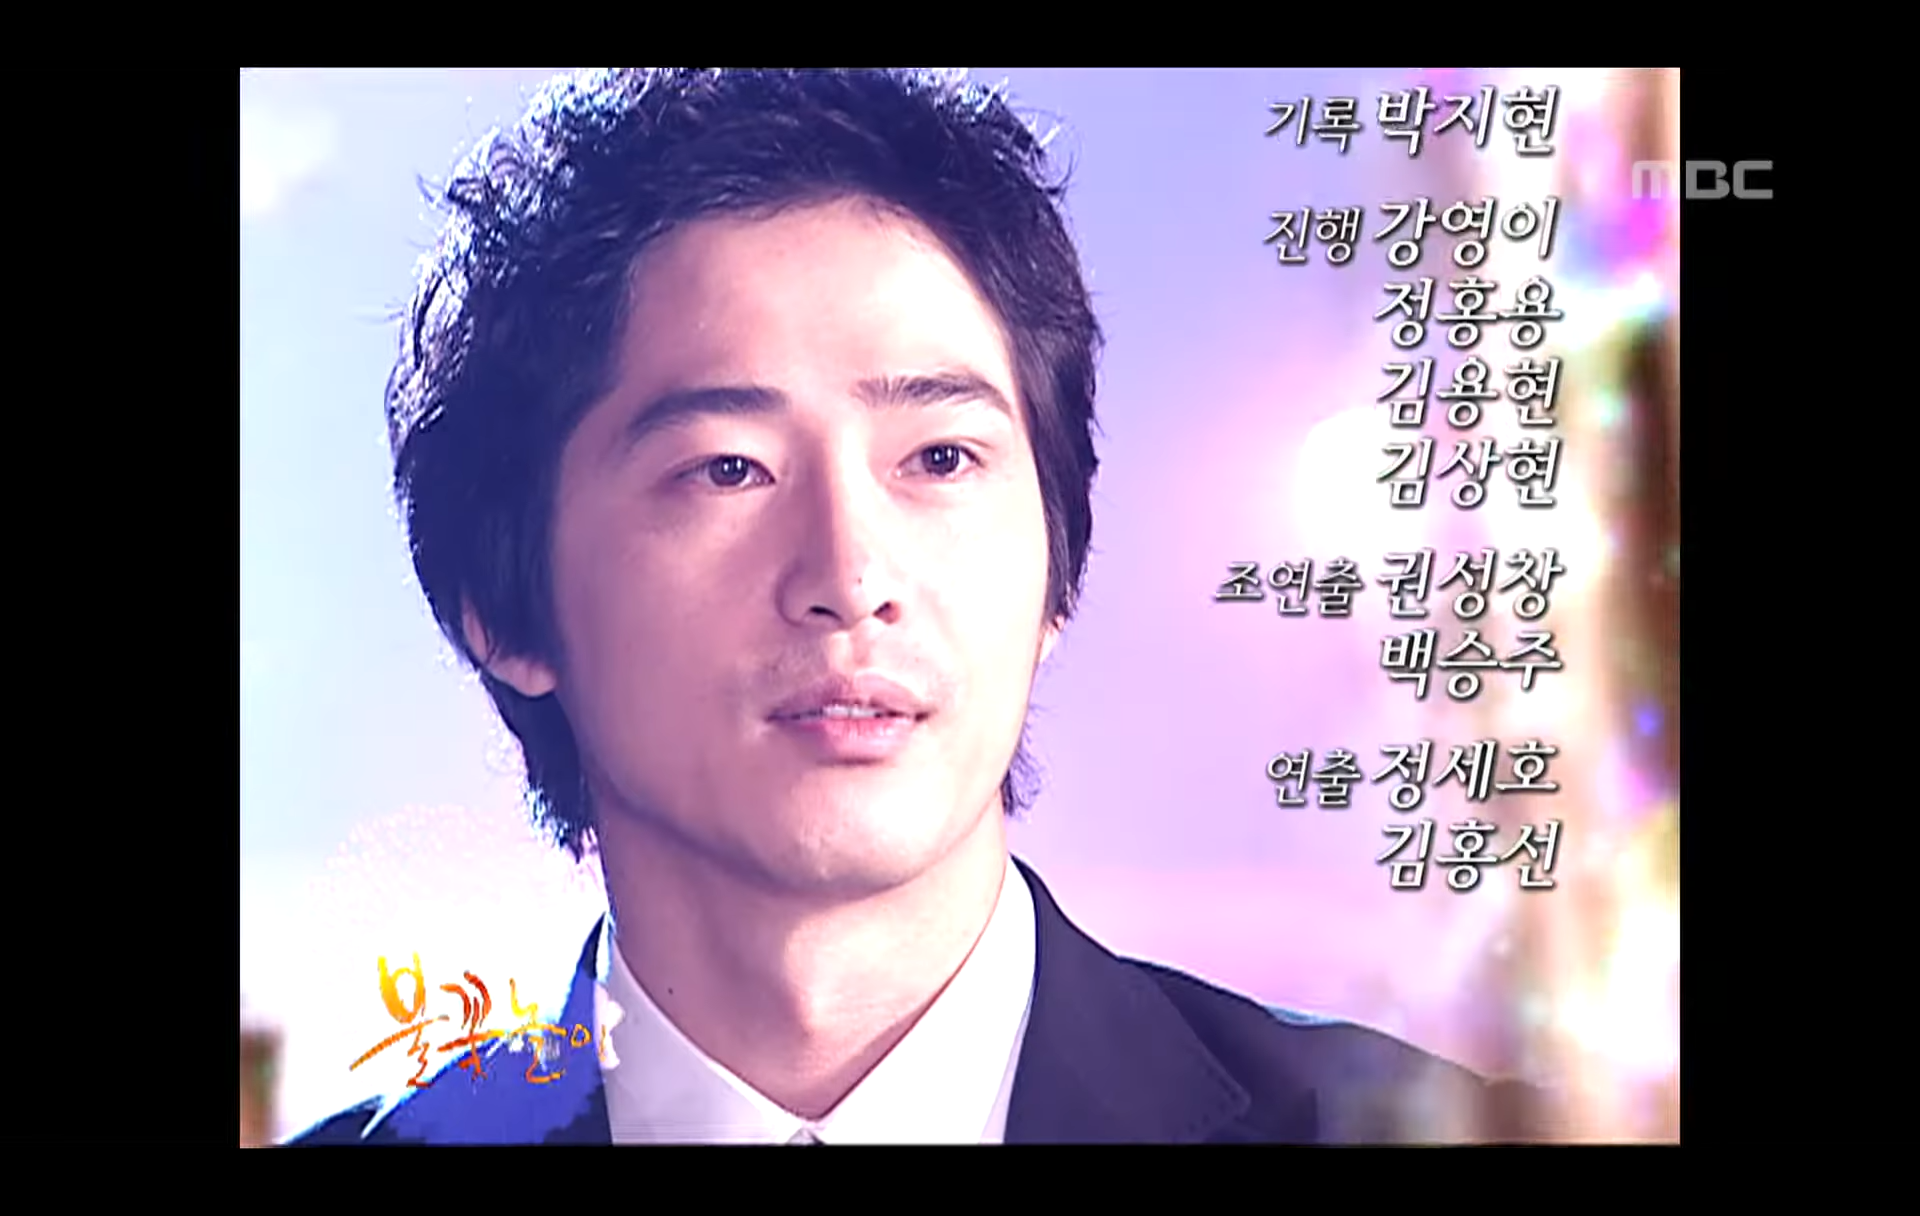 기록 박지현
MBC
진행 강영이
정홍용
김용현
김상현
조연출 권성창
백승주
연출 정세호
김홍선
불꽃놀이